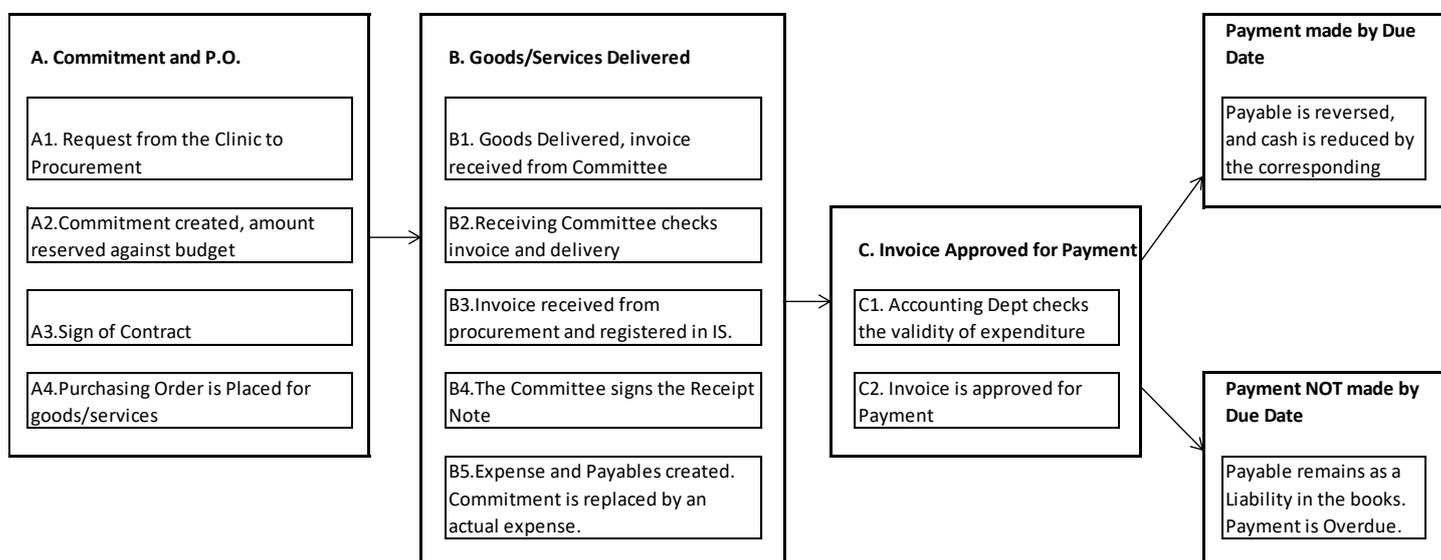 A. Commitment and P.O.
A1. Request from the Clinic to
Procurement
A2.Commitment created, amount
reserved against budget
A3.Sign of Contract
A4.Purchasing Order is Placed for
goods/services
B. Goods/Services Delivered
B1. Goods Delivered, invoice
received from Committee
B2.Receiving Committee checks
invoice and delivery
B3.Invoice received from
procurement and registered in IS.
B4.The Committee signs the Receipt
Note
B5.Expense and Payables created.
Commitment is replaced by an
actual expense.
C. Invoice Approved for Payment
C1. Accounting Dept checks
the validity of expenditure
C2. Invoice is approved for
Payment
Payment made by Due
Date
Payable is reversed,
and cash is reduced by
the corresponding
Payment NOT made by
Due Date
Payable remains as a
Liability in the books.
Payment is Overdue.